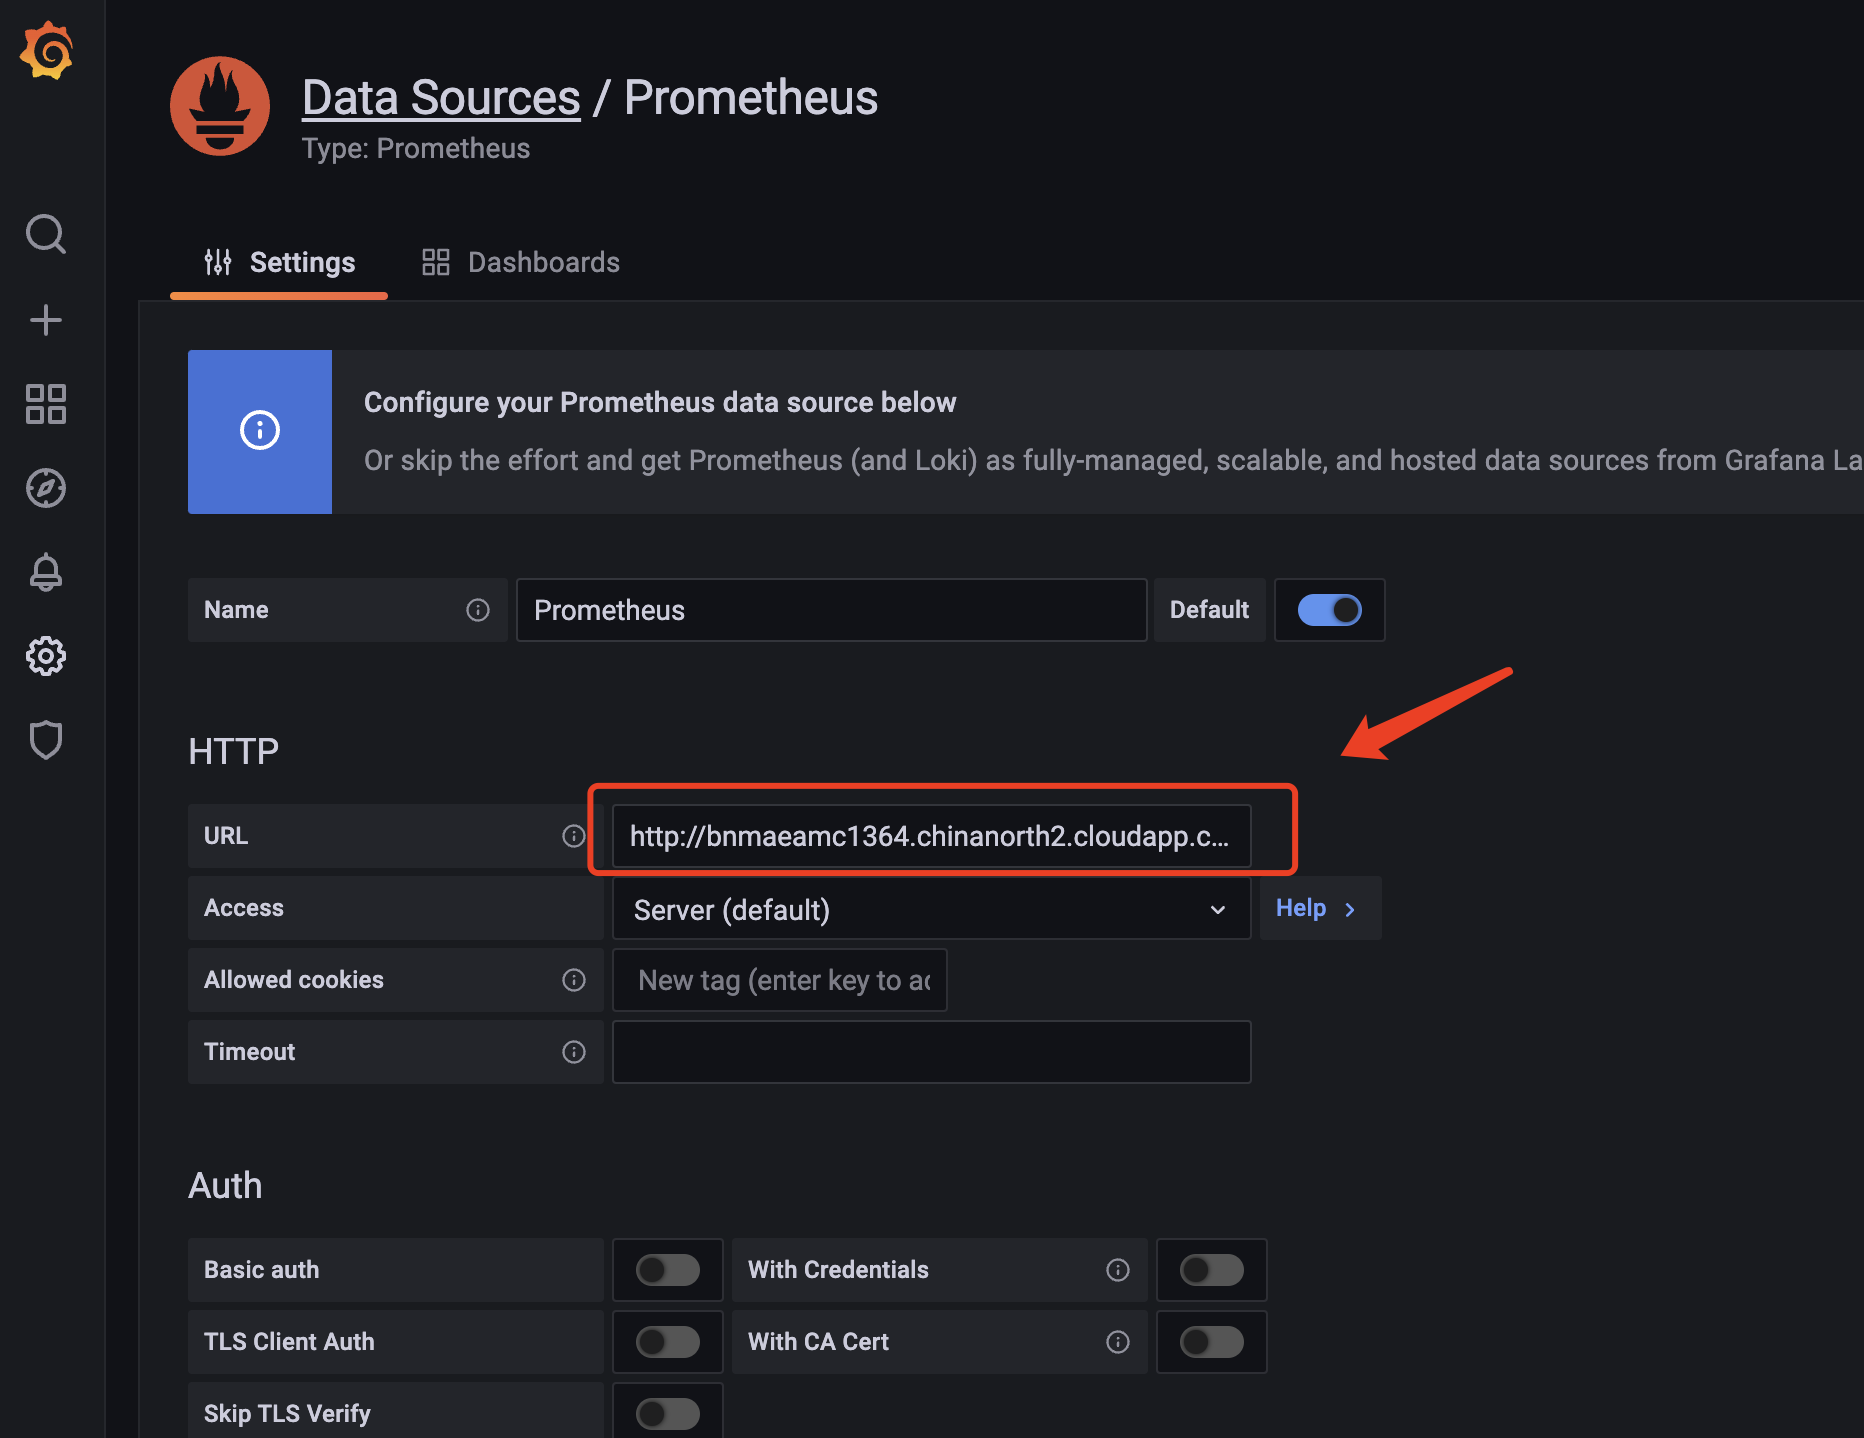 Data Sources / Prometheus
Type: Prometheus
Settings
Dashboards
Configure your Prometheus data source below
Or skip the effort and get Prometheus (and Loki) as fully-managed, scalable, and hosted data sources from Grafana La
Name
Prometheus
Default
HTTP
URL
http://bnmaeamc1364.chinanorth2.cloudapp.c...
Access
Server (default)
Help
Allowed cookies
New tag (enter key to ac
Timeout
Auth
Basic auth
With Credentials
TLS Client Auth
With CA Cert
Skip TLS Verify